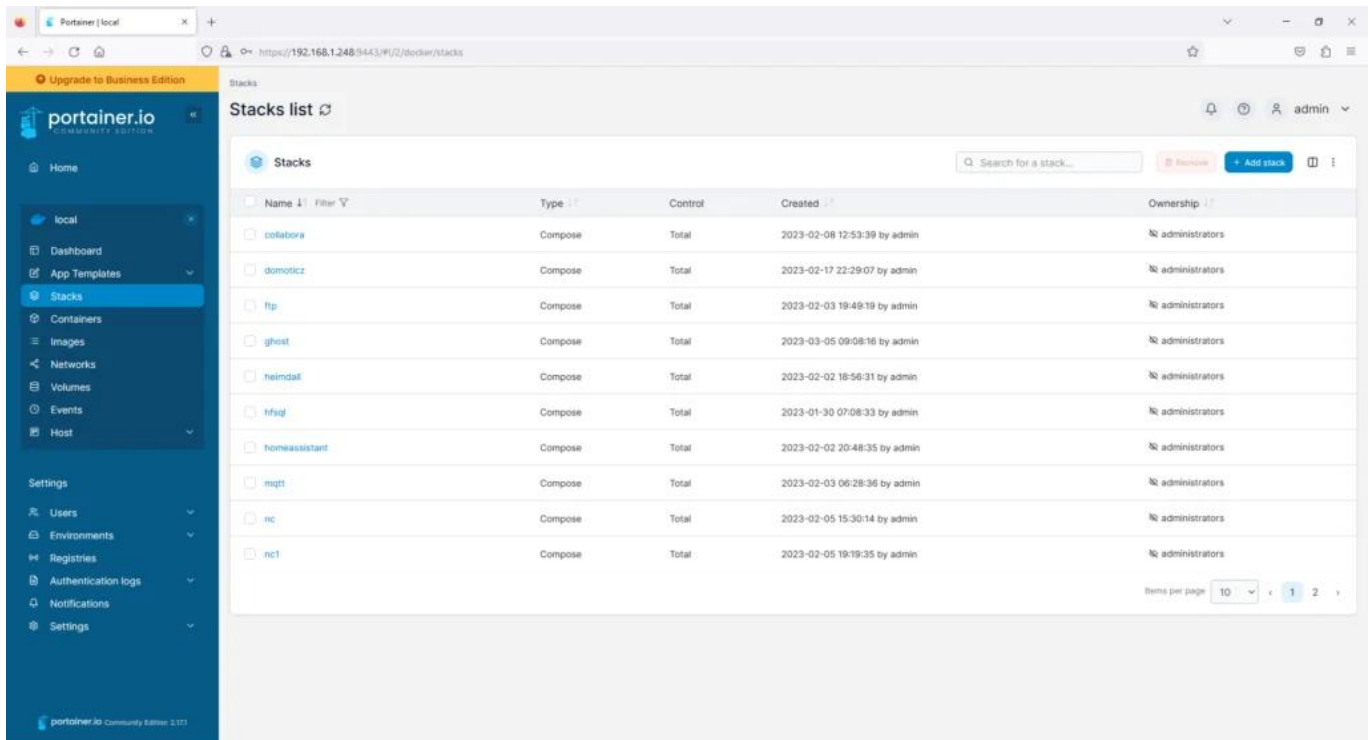 Portainer | local
https://192.168.1.248:9443/#!/2/docker/stacks
Upgrade to Business Edition
portainer.io
COMMUNITY EDITION
Home
local
Dashboard
App Templates
Stacks
Containers
Images
Networks
Volumes
Events
Host
Settings
Users
Environments
Registries
Authentication logs
Notifications
Settings
portainer.io Community Edition 2.17.1
Stacks
Stacks list
admin
Stacks
Search for a stack...
Remove
+ Add stack
Name Filter Type Control Created Ownership
collabora Compose Total 2023-02-08 12:53:39 by admin administrators
domoticz Compose Total 2023-02-17 22:29:07 by admin administrators
ftp Compose Total 2023-02-03 19:49:19 by admin administrators
ghost Compose Total 2023-03-05 09:08:16 by admin administrators
heimdall Compose Total 2023-02-02 18:56:31 by admin administrators
hfsql Compose Total 2023-01-30 07:08:33 by admin administrators
homeassistant Compose Total 2023-02-02 20:48:35 by admin administrators
mqtt Compose Total 2023-02-03 06:28:36 by admin administrators
nc Compose Total 2023-02-05 15:30:14 by admin administrators
nc1 Compose Total 2023-02-05 19:19:35 by admin administrators
Items per page 10 1 2